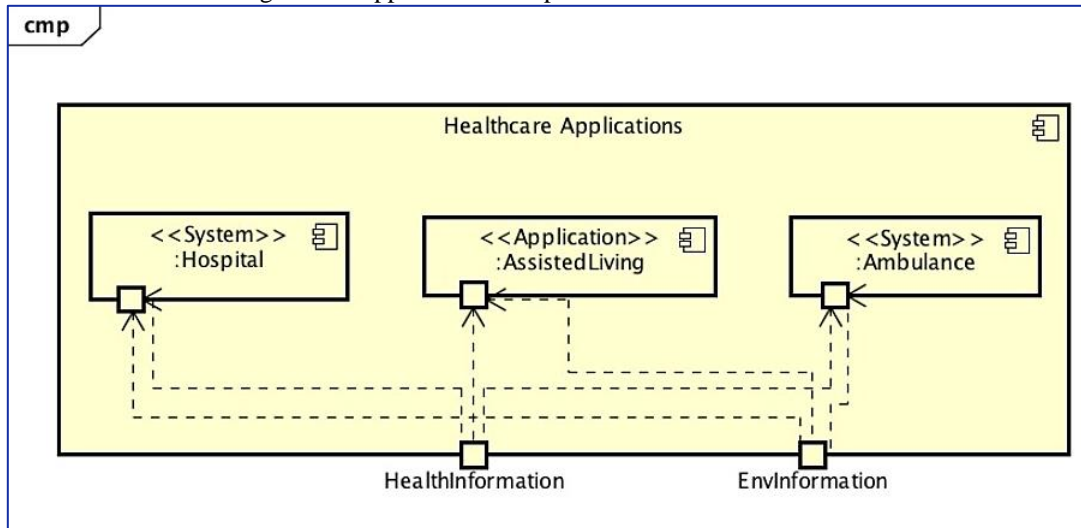 cmp
Healthcare Applications
<<System>>
:Hospital
<<Application>>
:AssistedLiving
<<System>>
:Ambulance
HealthInformation
EnvInformation